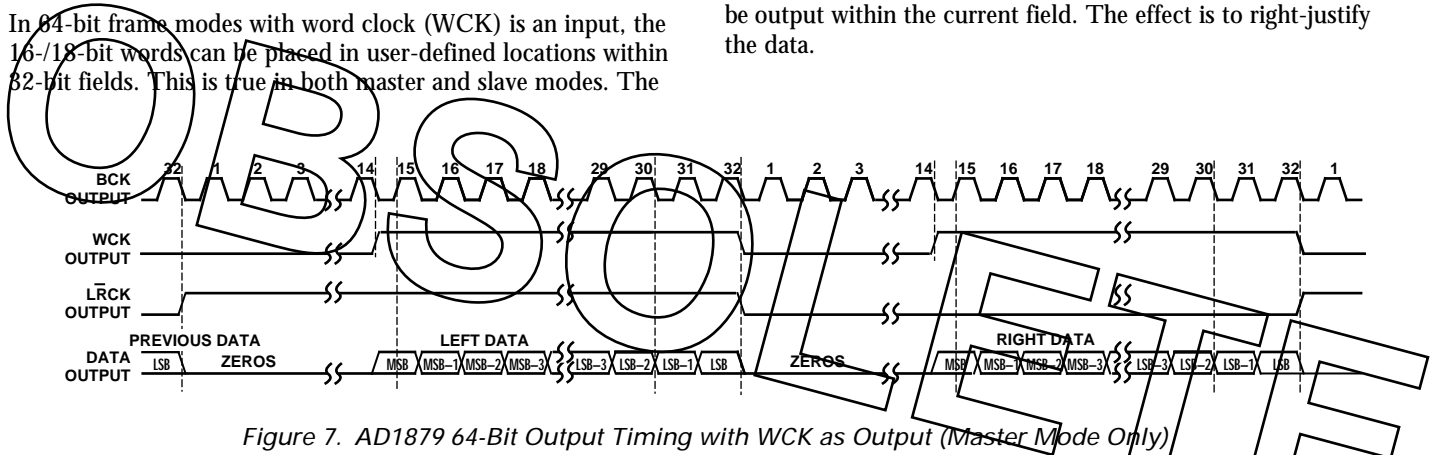 In 64-bit frame modes with word clock (WCK) is an input, the
16-/18-bit words can be placed in user-defined locations within
32-bit fields. This is true in both master and slave modes. The
be output within the current field. The effect is to right-justify
the data.
OBSOLETE
32 1 2 3 14 15 16 17 18 29 30 31 32 1 2 3 14 15 16 17 18 29 30 31 32 1
BCK
OUTPUT
WCK
OUTPUT
LR̅CK
OUTPUT
PREVIOUS DATA LEFT DATA RIGHT DATA
DATA
OUTPUT
LSB ZEROS MSB MSB–1 MSB–2 MSB–3 LSB–3 LSB–2 LSB–1 LSB ZEROS MSB MSB–1 MSB–2 MSB–3 LSB–3 LSB–2 LSB–1 LSB
Figure 7. AD1879 64-Bit Output Timing with WCK as Output (Master Mode Only)